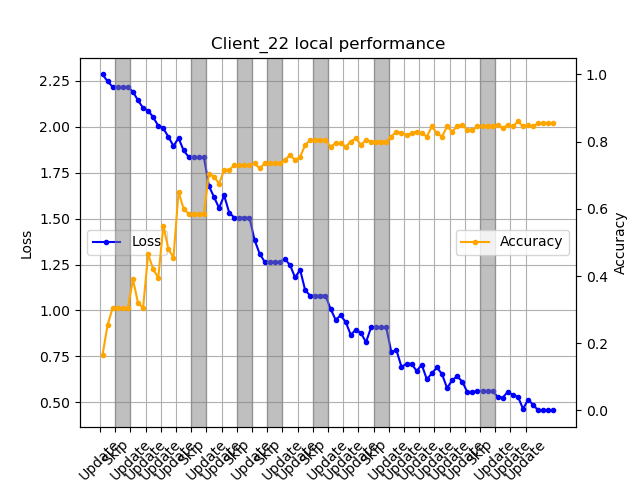 Client_22 local performance
2.25
2.00
1.75
1.50
1.25
1.00
0.75
0.50
Loss
Loss
Accuracy
1.0
0.8
0.6
0.4
0.2
0.0
Accuracy
Update
Skip
Update
Update
Update
Update
Skip
Update
Update
Skip
Update
Skip
Update
Update
Skip
Update
Update
Update
Skip
Update
Update
Update
Update
Update
Update
Skip
Update
Update
Update